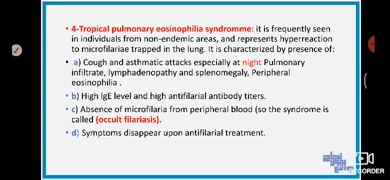 4-Tropical pulmonary eosinophilia syndromme: it is frequently seen
in individuals from non-endemic areas, and represents hyperreaction
to microfilariae trapped in the lung. It is characterized by presence of:
a) Cough and asthmatic attacks especially at night Pulmonary
infiltrate, lymphadenopathy and splenomegaly, Peripheral
eosinophilia .
b) High IgE level and high antifilarial antibody titers.
c) Absence of microfilaria from peripheral blood (so the syndrome is
called (occult filariasis).
d) Symptoms disappear upon antifilarial treatment.